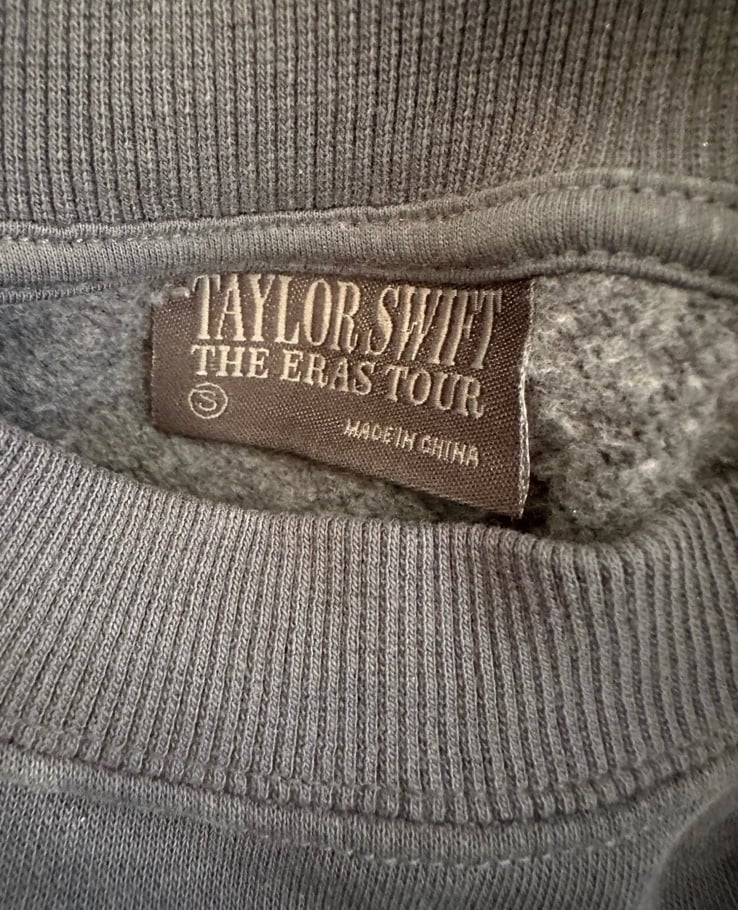 TAYLOR SWIFT
THE ERAS TOUR
S
MADE IN CHINA